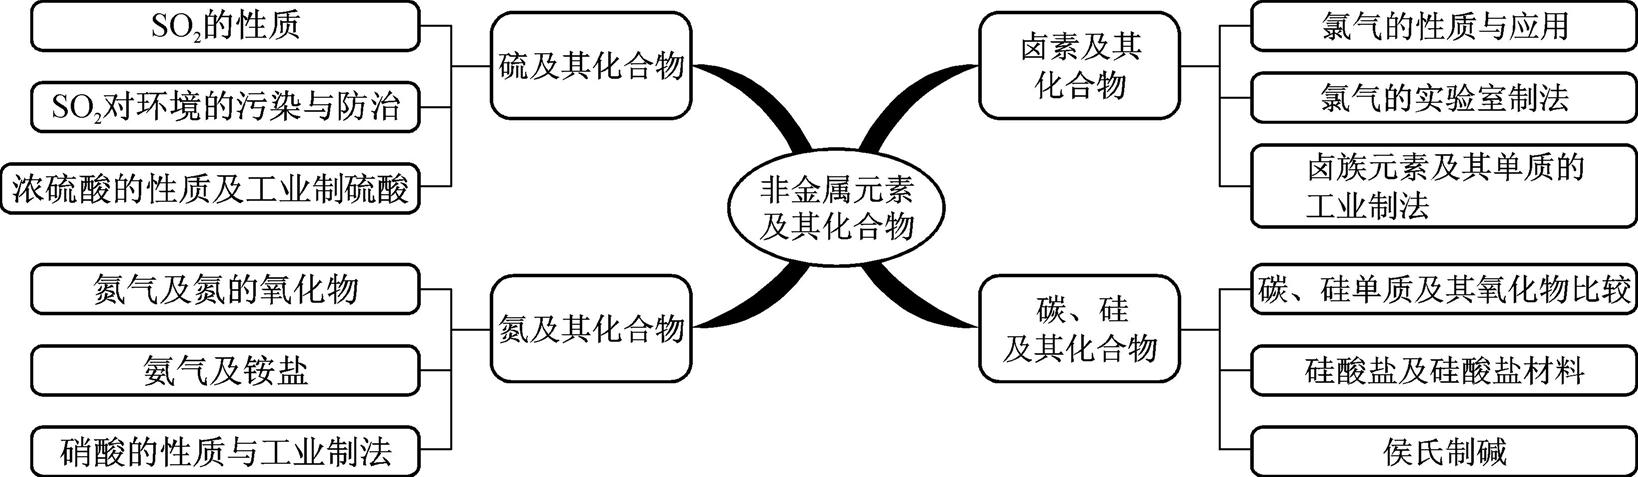 SO₂的性质
SO₂对环境的污染与防治
浓硫酸的性质及工业制硫酸
硫及其化合物
氮气及氮的氧化物
氨气及铵盐
硝酸的性质与工业制法
氮及其化合物
非金属元素
及其化合物
卤素及其
化合物
氯气的性质与应用
氯气的实验室制法
卤族元素及其单质的
工业制法
碳、硅
及其化合物
碳、硅单质及其氧化物比较
硅酸盐及硅酸盐材料
侯氏制碱